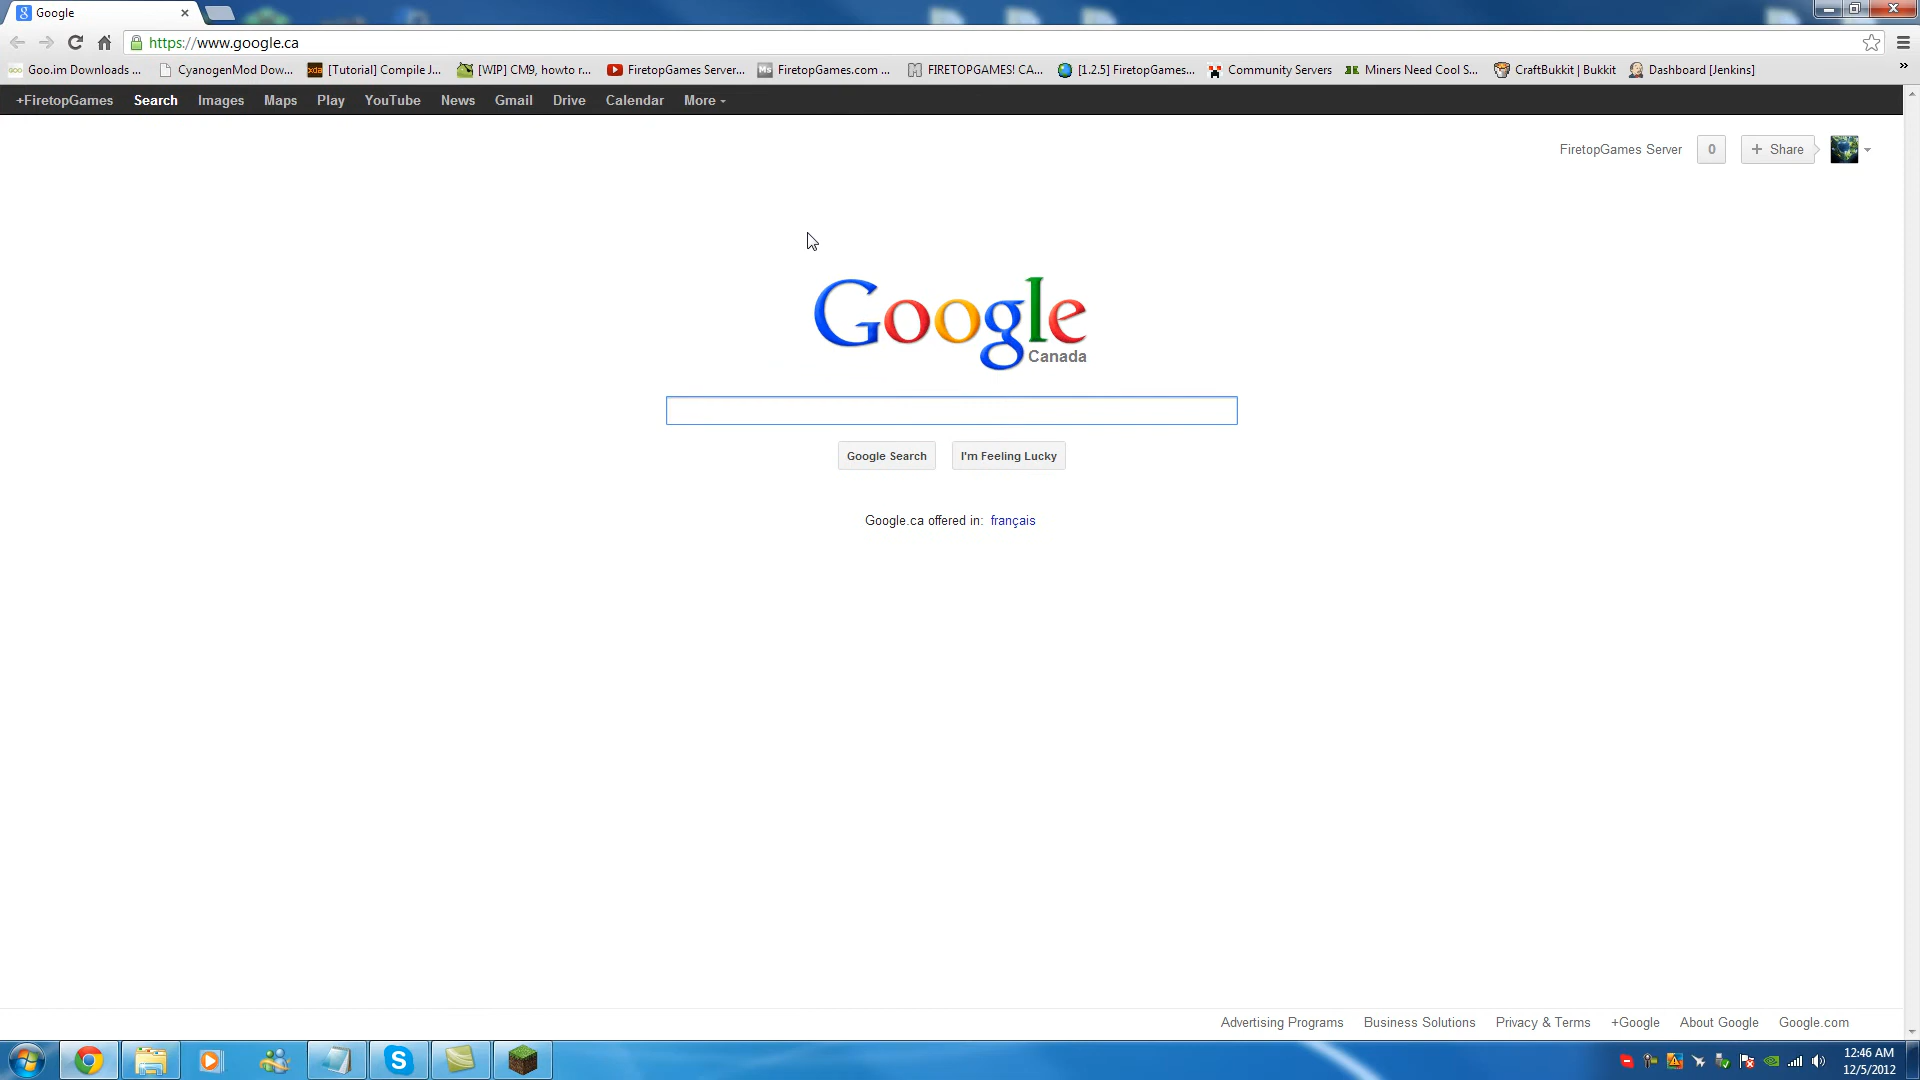 Google
https://www.google.ca
Goo.im Downloads ... CyanogenMod Dow... [Tutorial] Compile J... [WIP] CM9, howto r... FiretopGames Server... FiretopGames.com ... FIRETOPGAMES! CA... [1.2.5] FiretopGames... Community Servers Miners Need Cool S... CraftBukkit | Bukkit Dashboard [Jenkins] »
+FiretopGames Search Images Maps Play YouTube News Gmail Drive Calendar More
FiretopGames Server 0 + Share
Google
Canada
Google Search I'm Feeling Lucky
Google.ca offered in: français
Advertising Programs Business Solutions Privacy & Terms +Google About Google Google.com
12:46 AM
12/5/2012